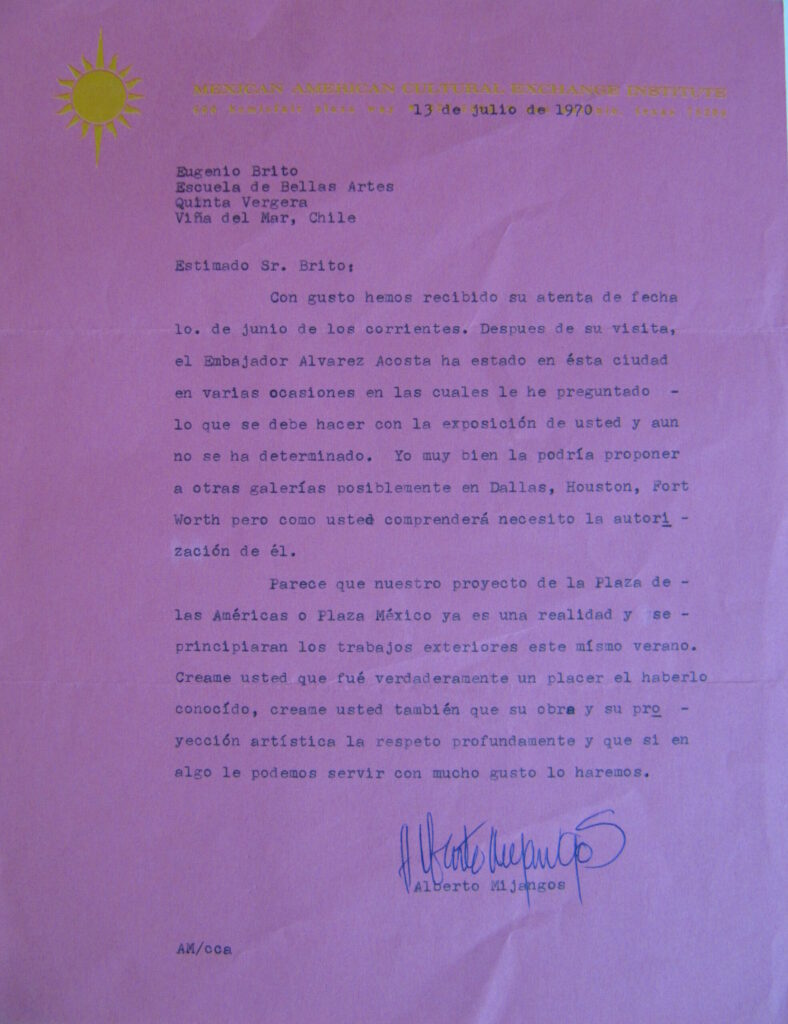 MEXICAN AMERICAN CULTURAL EXCHANGE INSTITUTE
600 hemisfair plaza way 13 de julio de 1970 texas
Eugenio Brito
Escuela de Bellas Artes
Quinta Vergera
Viña del Mar, Chile
Estimado Sr. Brito:
Con gusto hemos recibido su atenta de fecha
lo. de junio de los corrientes. Despues de su visita,
el Embajador Alvarez Acosta ha estado en ésta ciudad
en varias ocasiones en las cuales le he preguntado -
lo que se debe hacer con la exposición de usted y aun
no se ha determinado. Yo muy bien la podría proponer
a otras galerías posiblemente en Dallas, Houston, Fort
Worth pero como usted comprenderá necesito la autori -
zación de él.
Parece que nuestro proyecto de la Plaza de -
las Américas o Plaza México ya es una realidad y se -
principiaran los trabajos exteriores este mísmo verano.
Creame usted que fué verdaderamente un placer el haberlo
conocído, creame usted también que su obra y su pro -
yección artística la respeto profundamente y que si en
algo le podemos servir con mucho gusto lo haremos.
Alberto Mijangos
Alberto Mijangos
AM/cca